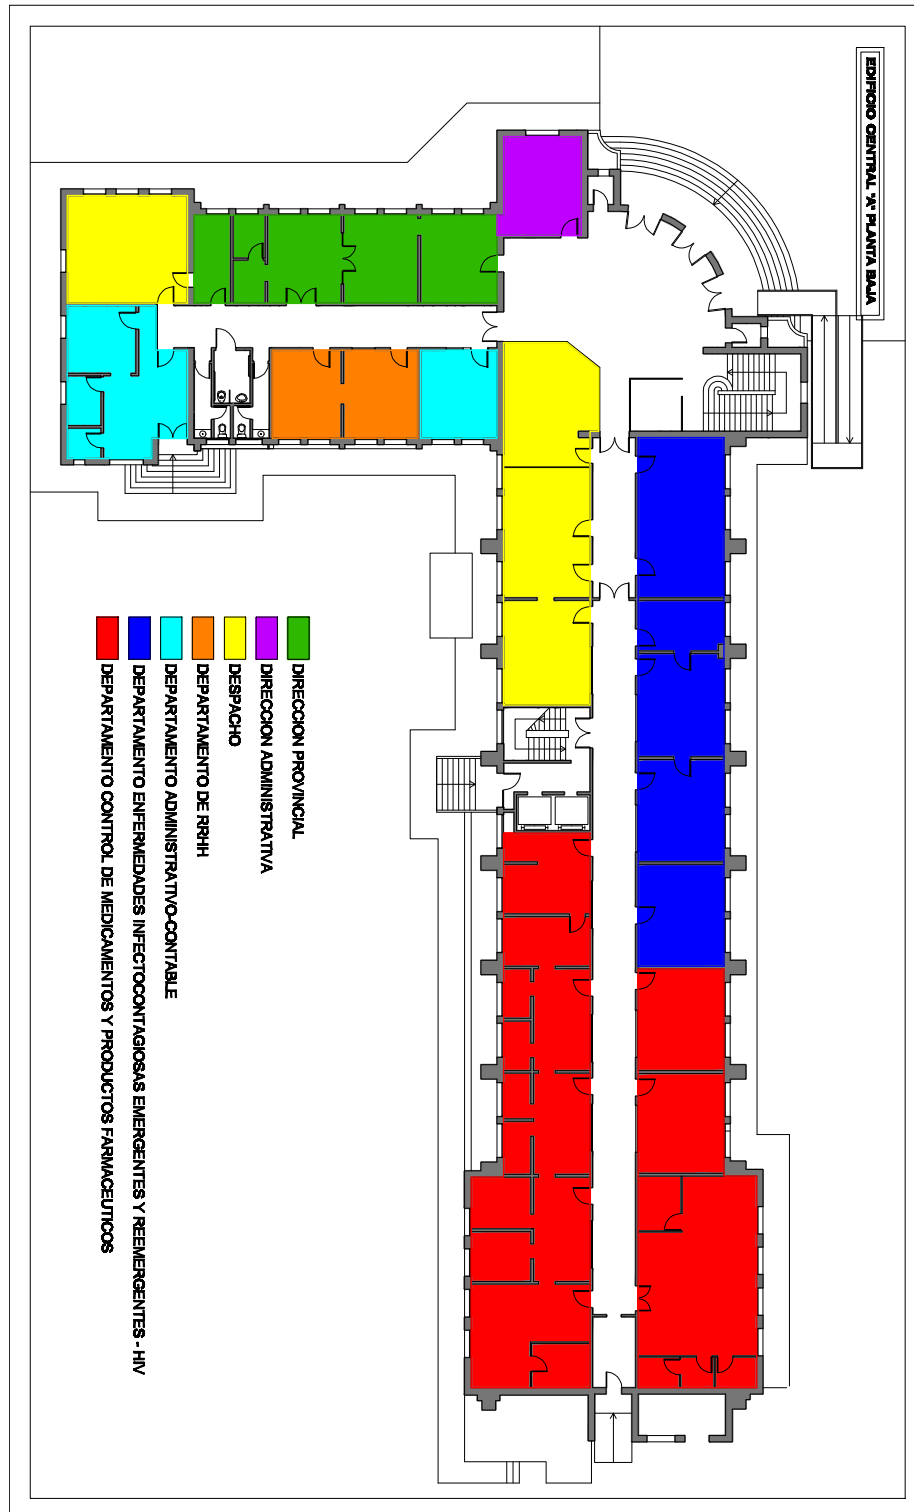 EDIFICIO CENTRAL "A" PLANTA BAJA
DIRECCION PROVINCIAL
DIRECCION ADMINISTRATIVA
DESPACHO
DEPARTAMENTO DE RRHH
DEPARTAMENTO ADMINISTRATIVO-CONTABLE
DEPARTAMENTO ENFERMEDADES INFECTOCONTAGIOSAS EMERGENTES Y REEMERGENTES - HIV
DEPARTAMENTO CONTROL DE MEDICAMENTOS Y PRODUCTOS FARMACEUTICOS